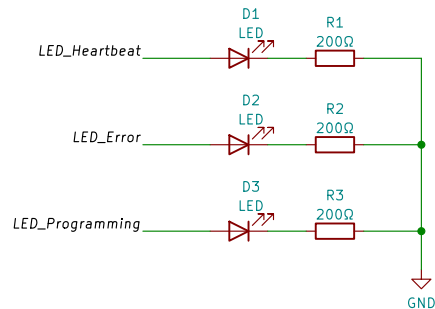 D1
LED
R1
200Ω
LED_Heartbeat
D2
LED
R2
200Ω
LED_Error
D3
LED
R3
200Ω
LED_Programming
GND